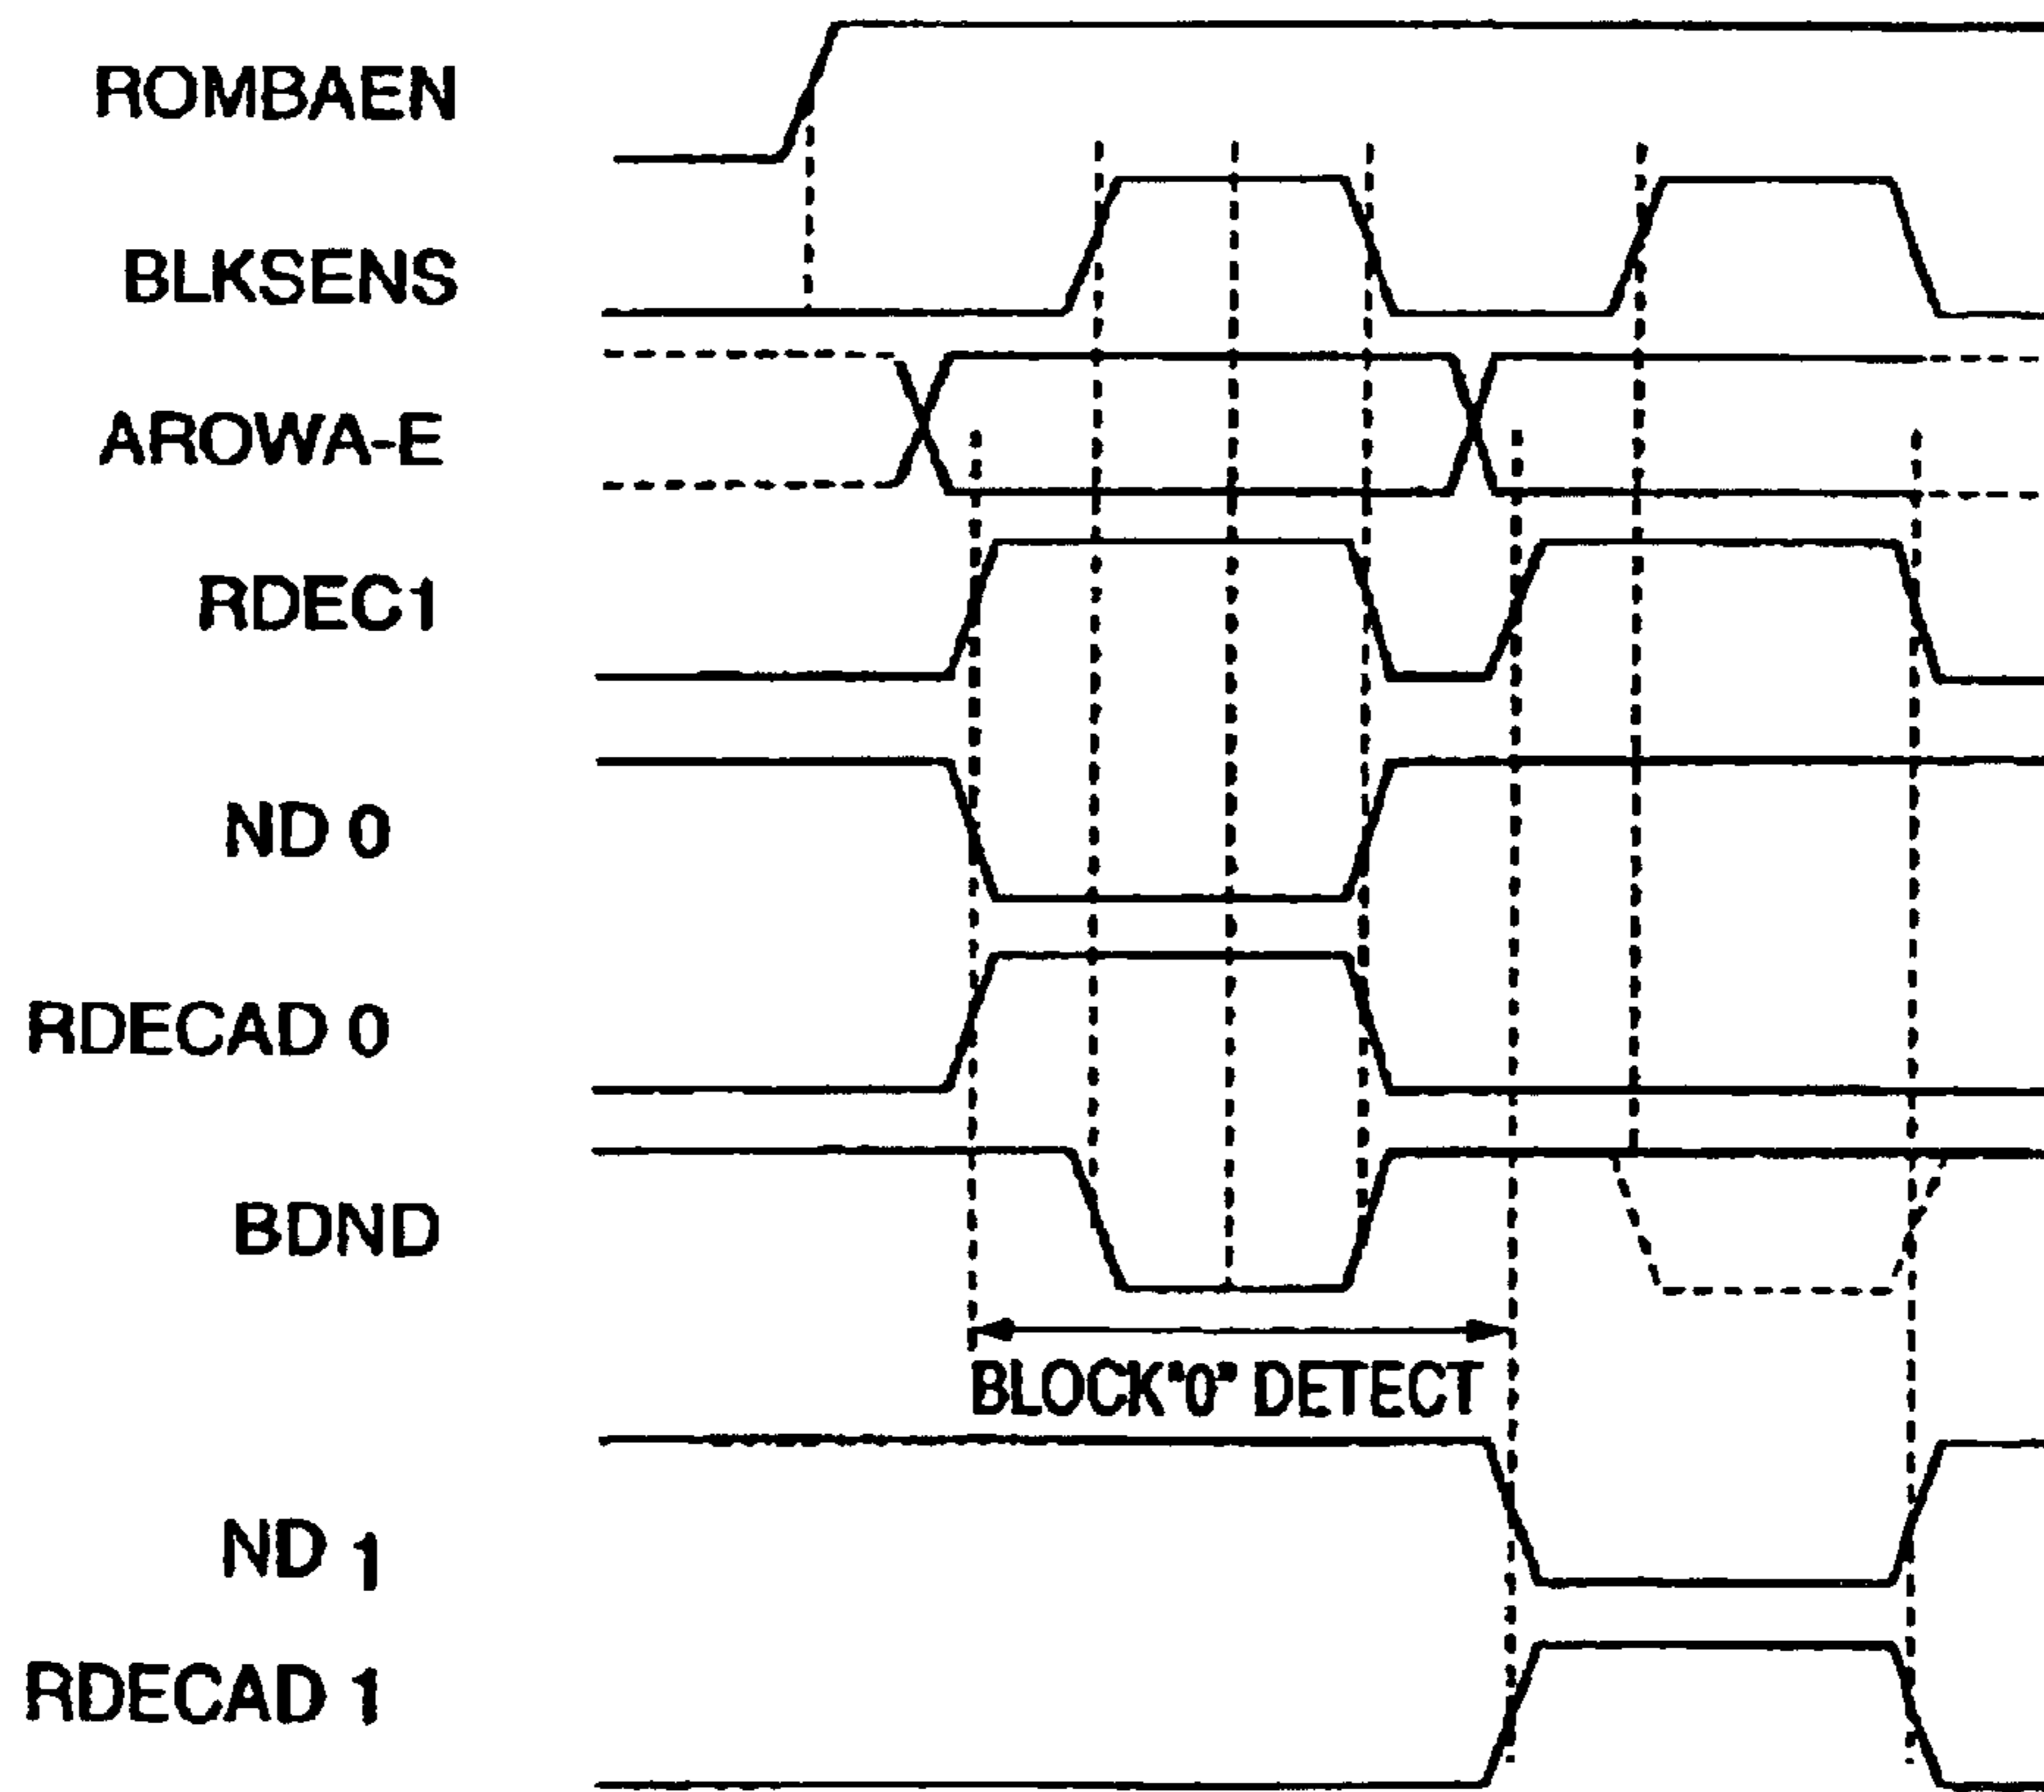 ROMBAEN
BLKSENS
AROWA-E
RDEC1
ND 0
RDECAD 0
BDND
BLOCK"0" DETECT
ND 1
RDECAD 1